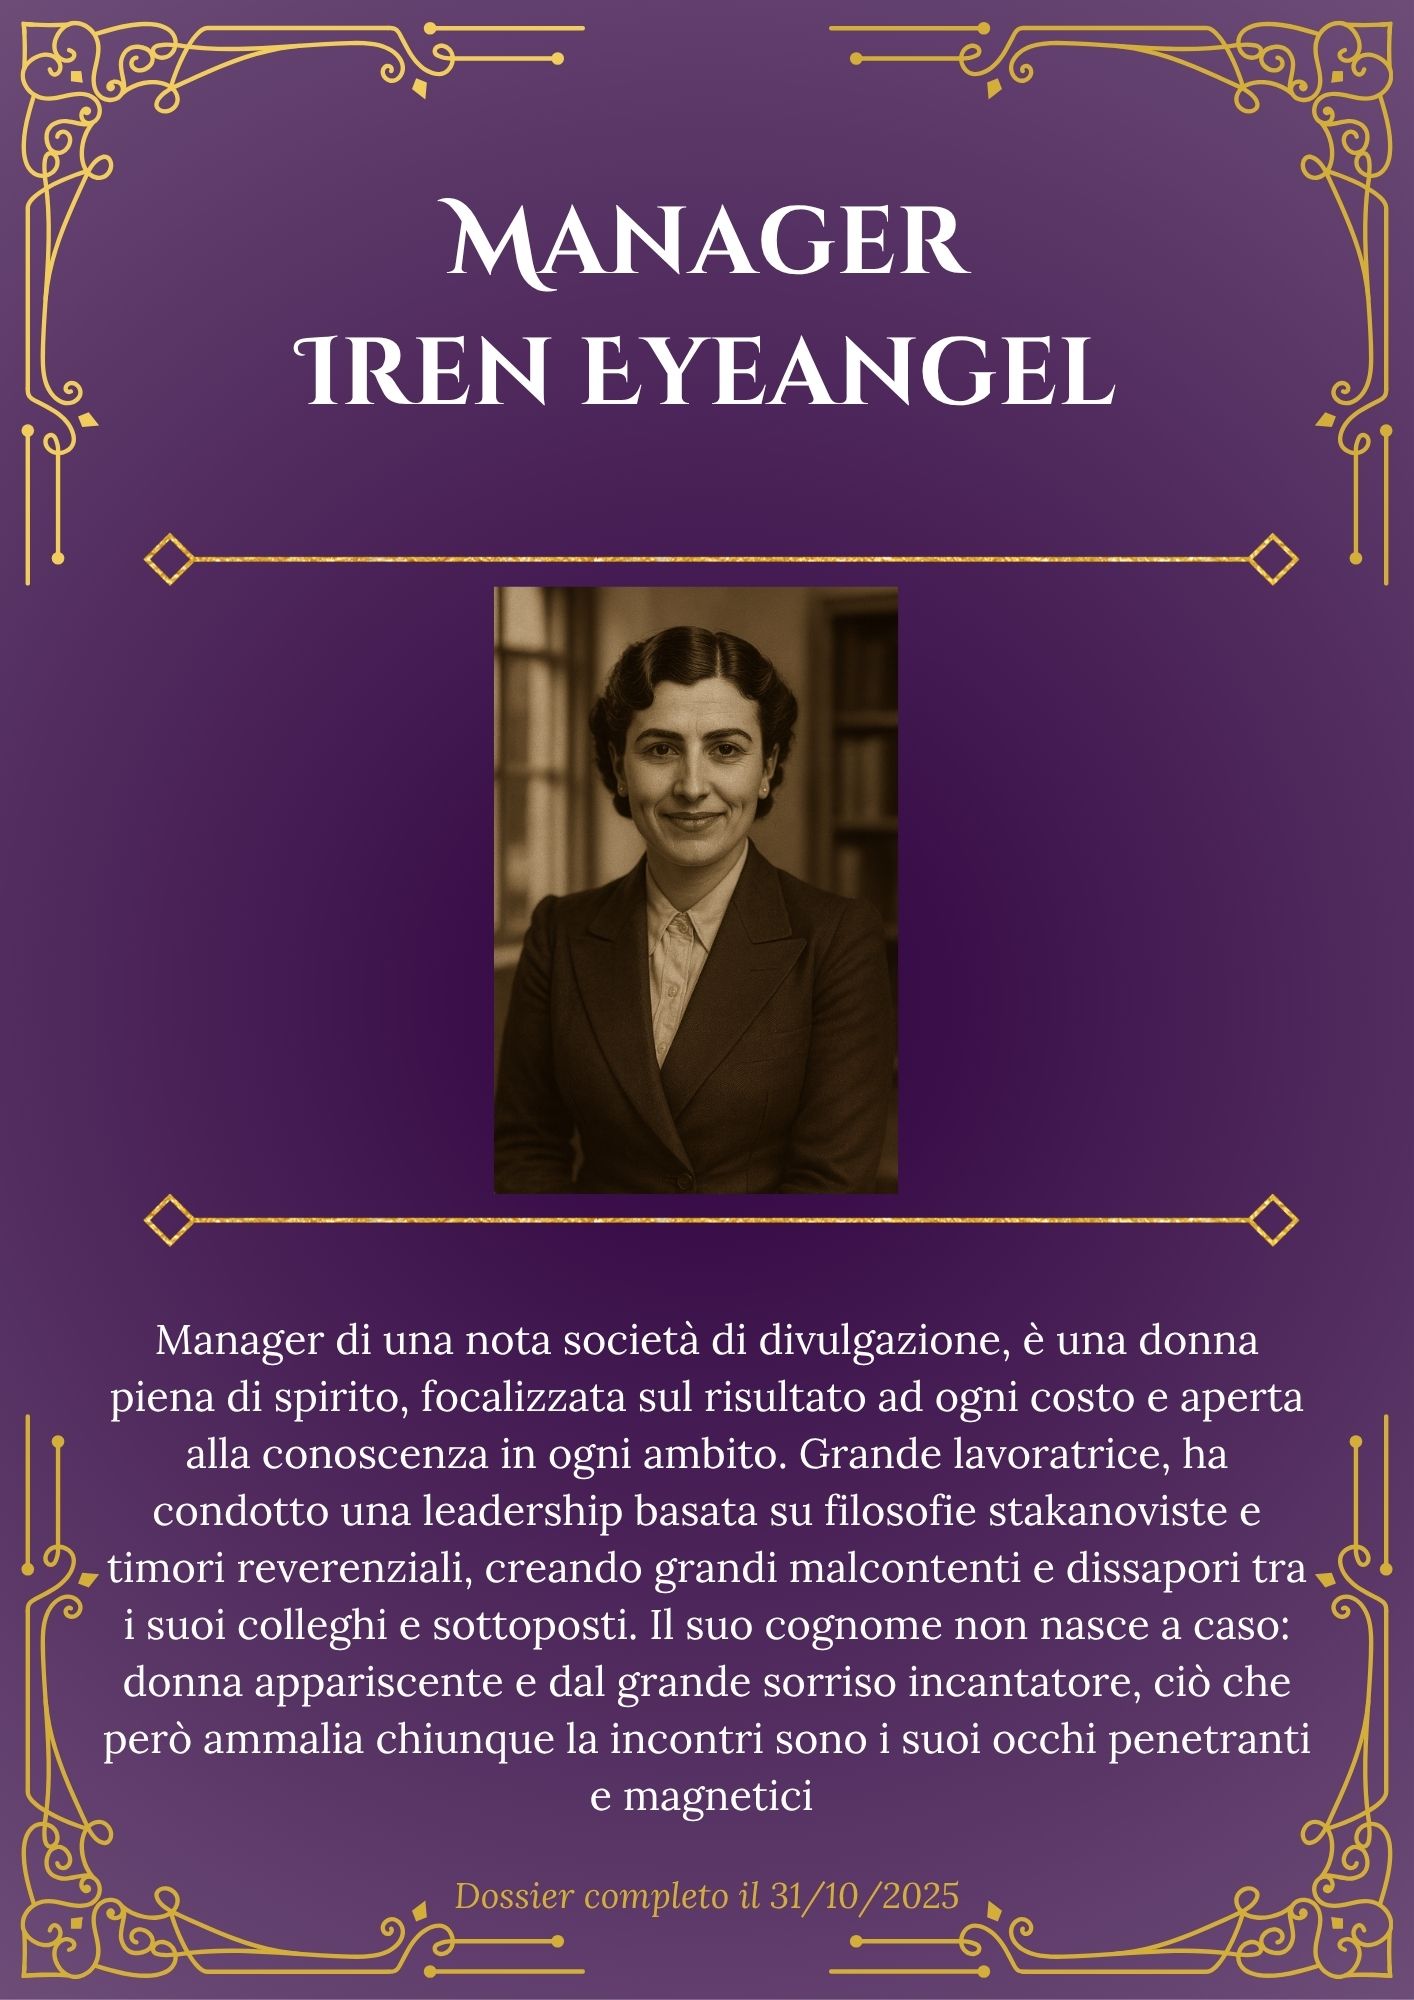 Manager
Iren Eyeangel
Manager di una nota società di divulgazione, è una donna
piena di spirito, focalizzata sul risultato ad ogni costo e aperta
alla conoscenza in ogni ambito. Grande lavoratrice, ha
condotto una leadership basata su filosofie stakanoviste e
timori reverenziali, creando grandi malcontenti e dissapori tra
i suoi colleghi e sottoposti. Il suo cognome non nasce a caso:
donna appariscente e dal grande sorriso incantatore, ciò che
però ammalia chiunque la incontri sono i suoi occhi penetranti
e magnetici
Dossier completo il 31/10/2025